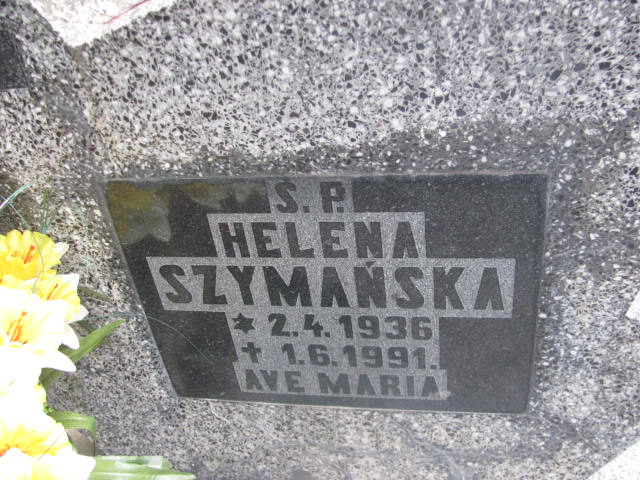 Ś. P.
HELENA
SZYMAŃSKA
* 2.4.1936
✝ 1.6.1991.
AVE MARIA